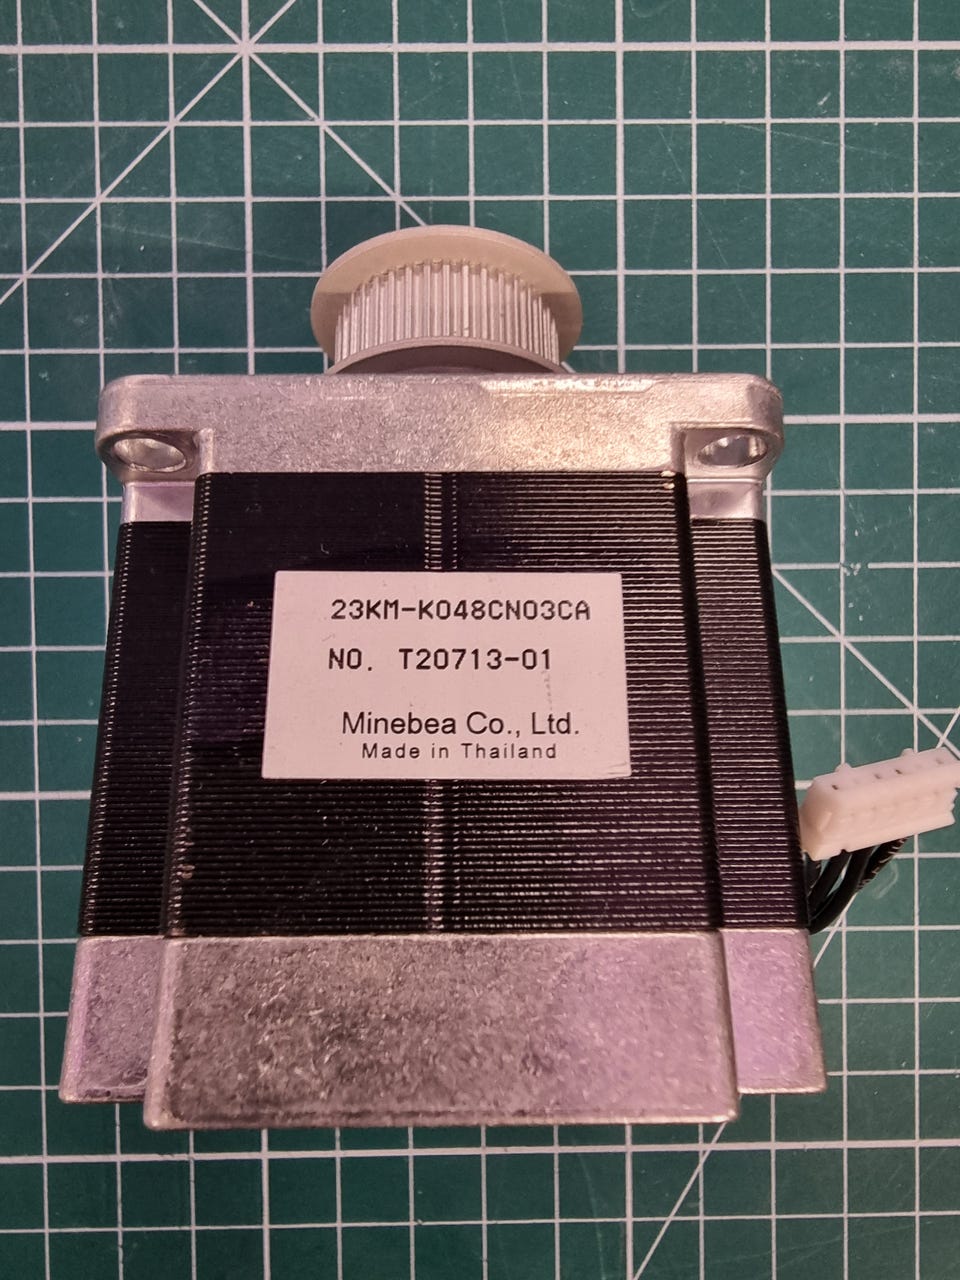 23KM-K048CN03CA
NO. T20713-01
Minebea Co., Ltd.
Made in Thailand